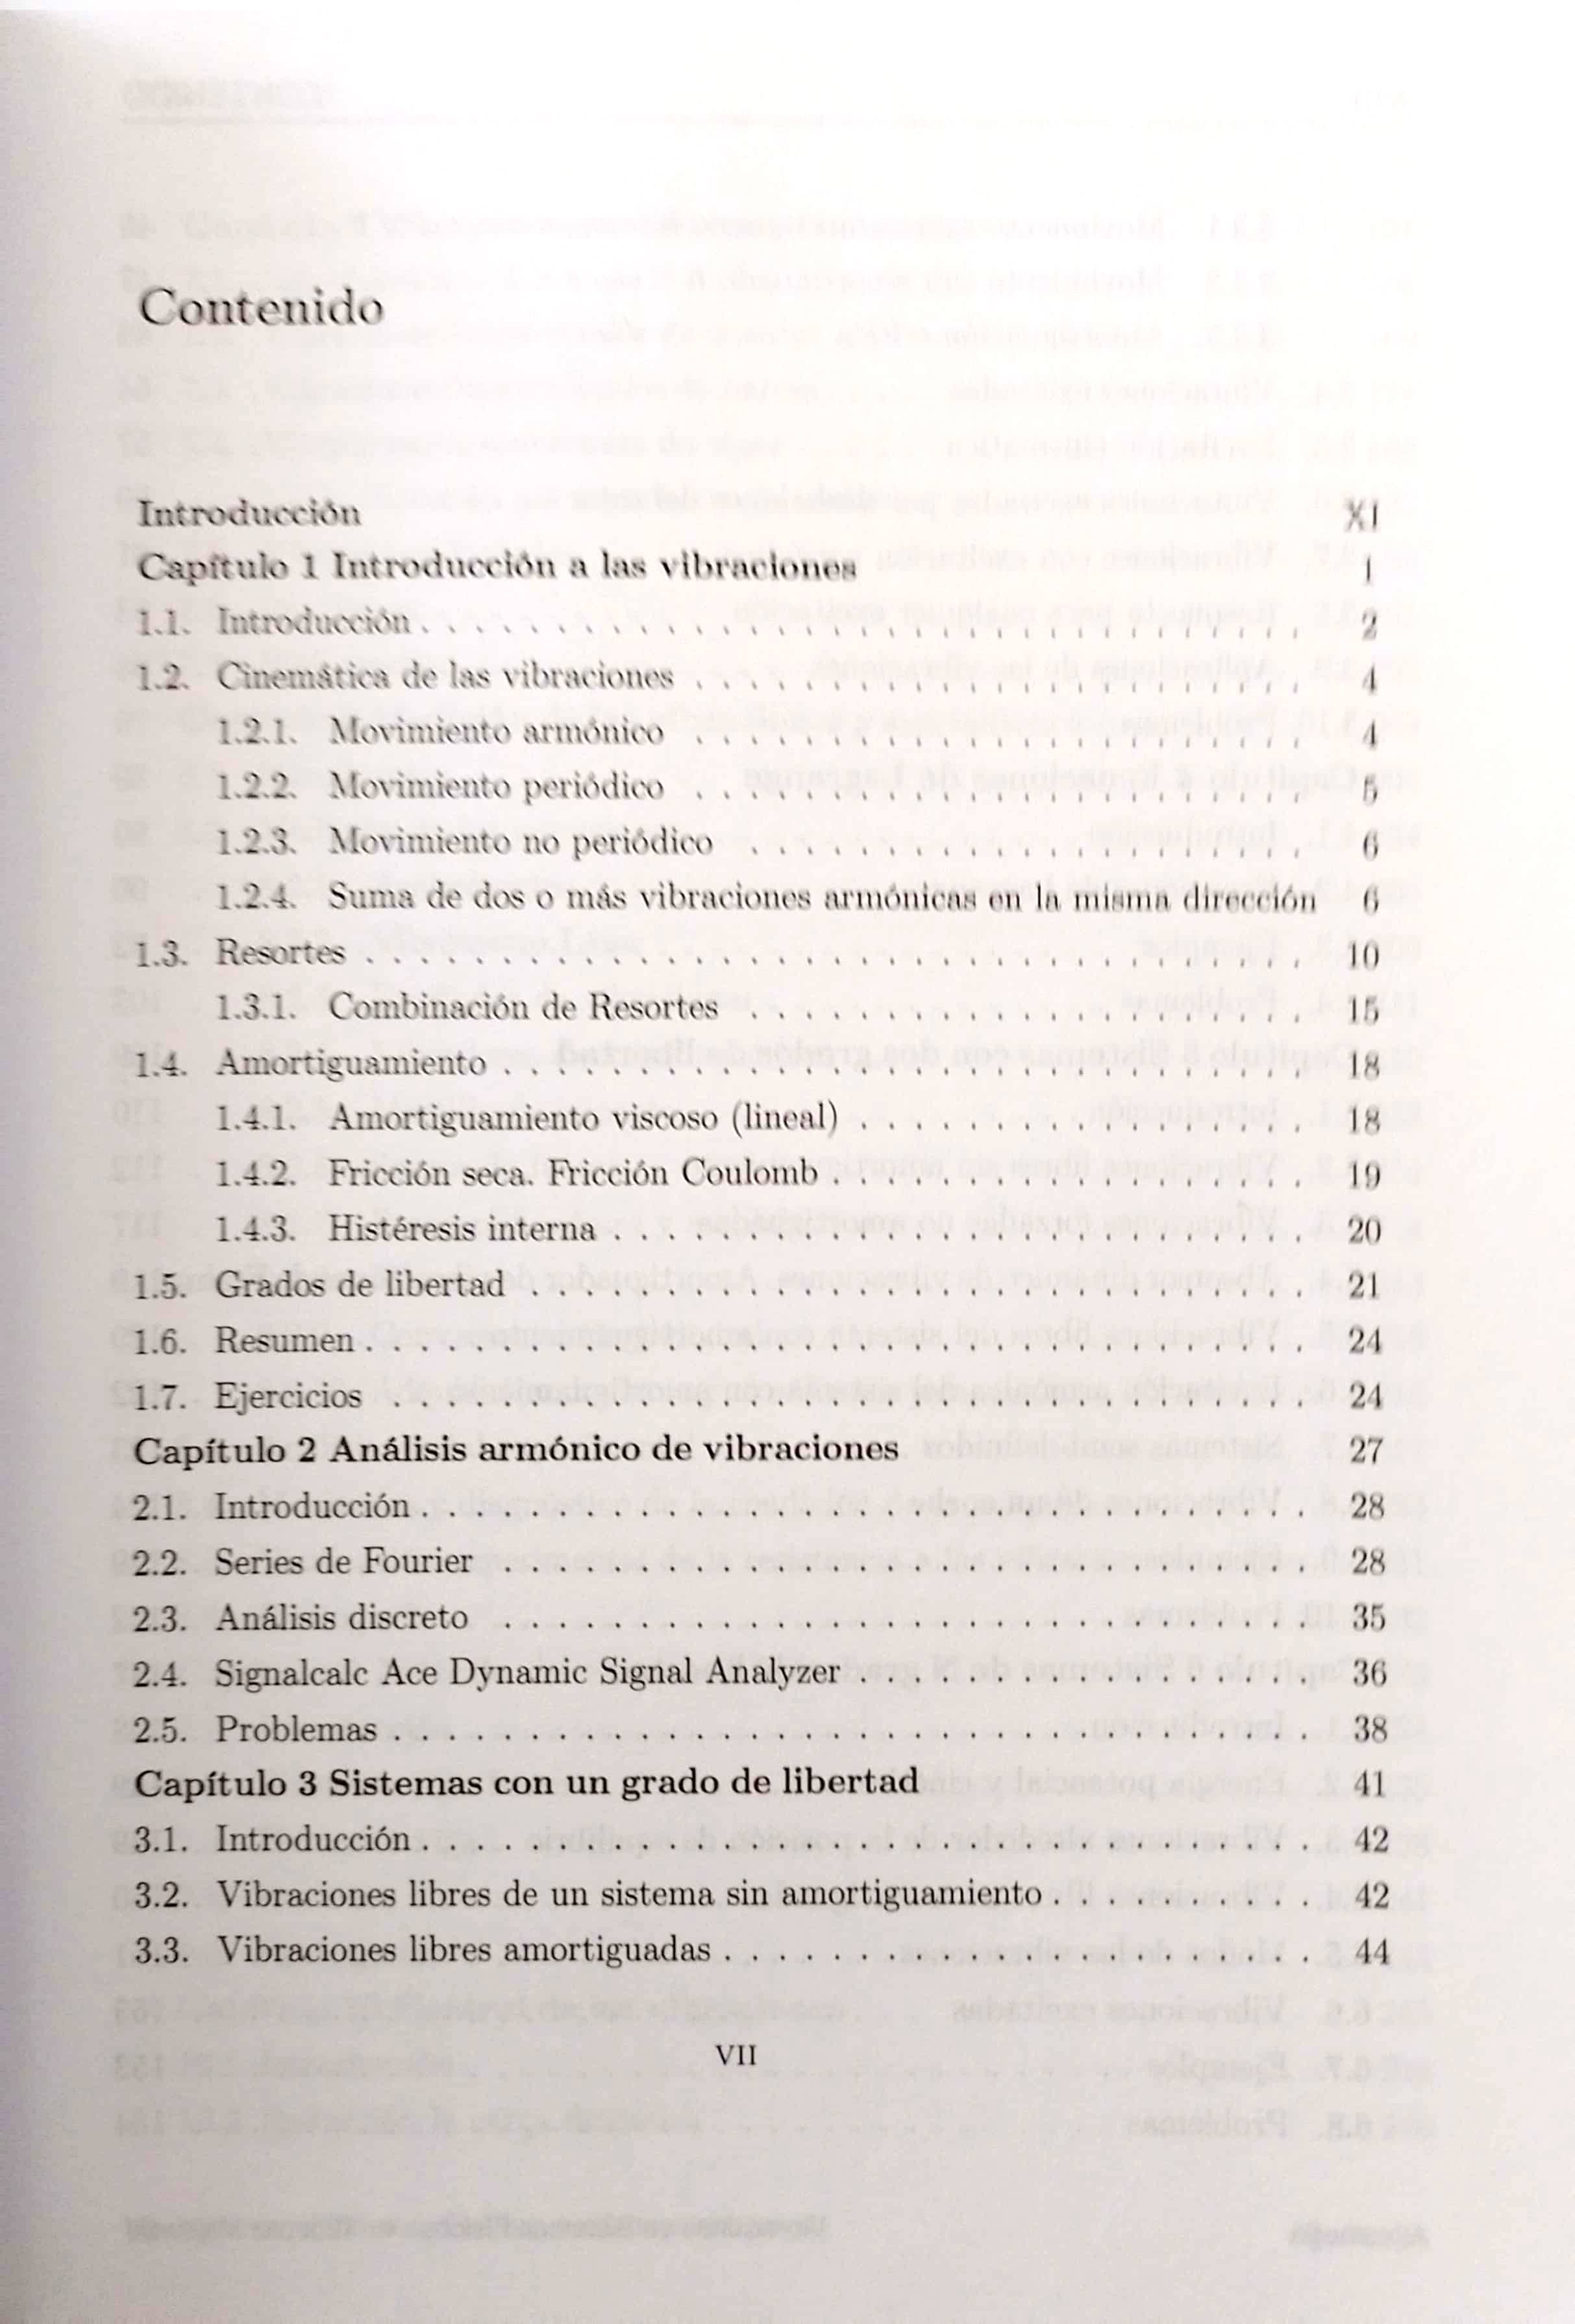 Contenido
Introducción XI
Capítulo 1 Introducción a las vibraciones 1
1.1. Introducción . . . . . . . . . . . . . . . . . . . . . . . . . . . . . . . . . 2
1.2. Cinemática de las vibraciones . . . . . . . . . . . . . . . . . . . . . . . 4
1.2.1. Movimiento armónico . . . . . . . . . . . . . . . . . . . . . . . 4
1.2.2. Movimiento periódico . . . . . . . . . . . . . . . . . . . . . . . 5
1.2.3. Movimiento no periódico . . . . . . . . . . . . . . . . . . . . . 6
1.2.4. Suma de dos o más vibraciones armónicas en la misma dirección 6
1.3. Resortes . . . . . . . . . . . . . . . . . . . . . . . . . . . . . . . . . . . 10
1.3.1. Combinación de Resortes . . . . . . . . . . . . . . . . . . . . . 15
1.4. Amortiguamiento . . . . . . . . . . . . . . . . . . . . . . . . . . . . . . 18
1.4.1. Amortiguamiento viscoso (lineal) . . . . . . . . . . . . . . . . . 18
1.4.2. Fricción seca. Fricción Coulomb . . . . . . . . . . . . . . . . . . 19
1.4.3. Histéresis interna . . . . . . . . . . . . . . . . . . . . . . . . . . 20
1.5. Grados de libertad . . . . . . . . . . . . . . . . . . . . . . . . . . . . . 21
1.6. Resumen . . . . . . . . . . . . . . . . . . . . . . . . . . . . . . . . . . . 24
1.7. Ejercicios . . . . . . . . . . . . . . . . . . . . . . . . . . . . . . . . . . 24
Capítulo 2 Análisis armónico de vibraciones 27
2.1. Introducción . . . . . . . . . . . . . . . . . . . . . . . . . . . . . . . . . 28
2.2. Series de Fourier . . . . . . . . . . . . . . . . . . . . . . . . . . . . . . 28
2.3. Análisis discreto . . . . . . . . . . . . . . . . . . . . . . . . . . . . . . 35
2.4. Signalcalc Ace Dynamic Signal Analyzer . . . . . . . . . . . . . . . . . 36
2.5. Problemas . . . . . . . . . . . . . . . . . . . . . . . . . . . . . . . . . . 38
Capítulo 3 Sistemas con un grado de libertad 41
3.1. Introducción . . . . . . . . . . . . . . . . . . . . . . . . . . . . . . . . . 42
3.2. Vibraciones libres de un sistema sin amortiguamiento . . . . . . . . . . 42
3.3. Vibraciones libres amortiguadas . . . . . . . . . . . . . . . . . . . . . . 44
VII